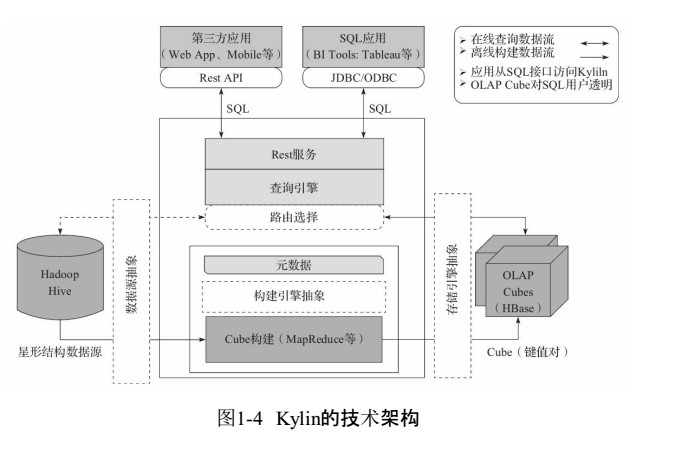 第三方应用
（Web App、Mobile等）
Rest API
SQL应用
（BI Tools: Tableau等）
JDBC/ODBC
➢ 在线查询数据流
➢ 离线构建数据流
➢ 应用从SQL接口访问Kyliln
➢ OLAP Cube对SQL用户透明
SQL
SQL
Rest服务
查询引擎
路由选择
数据源抽象
存储引擎抽象
Hadoop
Hive
元数据
构建引擎抽象
Cube构建（MapReduce等）
OLAP
Cubes
（HBase）
星形结构数据源
Cube（键值对）
图1-4 Kylin的技术架构